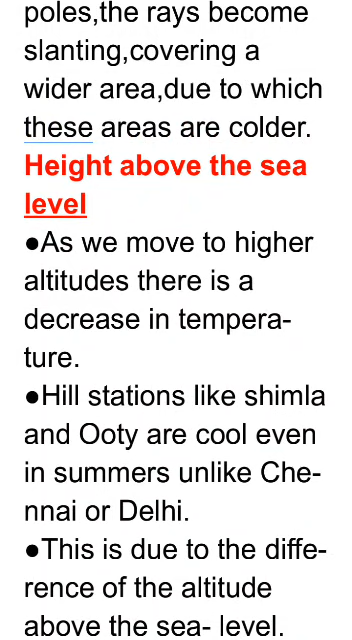 poles,the rays become
slanting,covering a
wider area,due to which
these areas are colder.
Height above the sea
level
●As we move to higher
altitudes there is a
decrease in tempera-
ture.
●Hill stations like shimla
and Ooty are cool even
in summers unlike Che-
nnai or Delhi.
●This is due to the diffe-
rence of the altitude
above the sea- level.